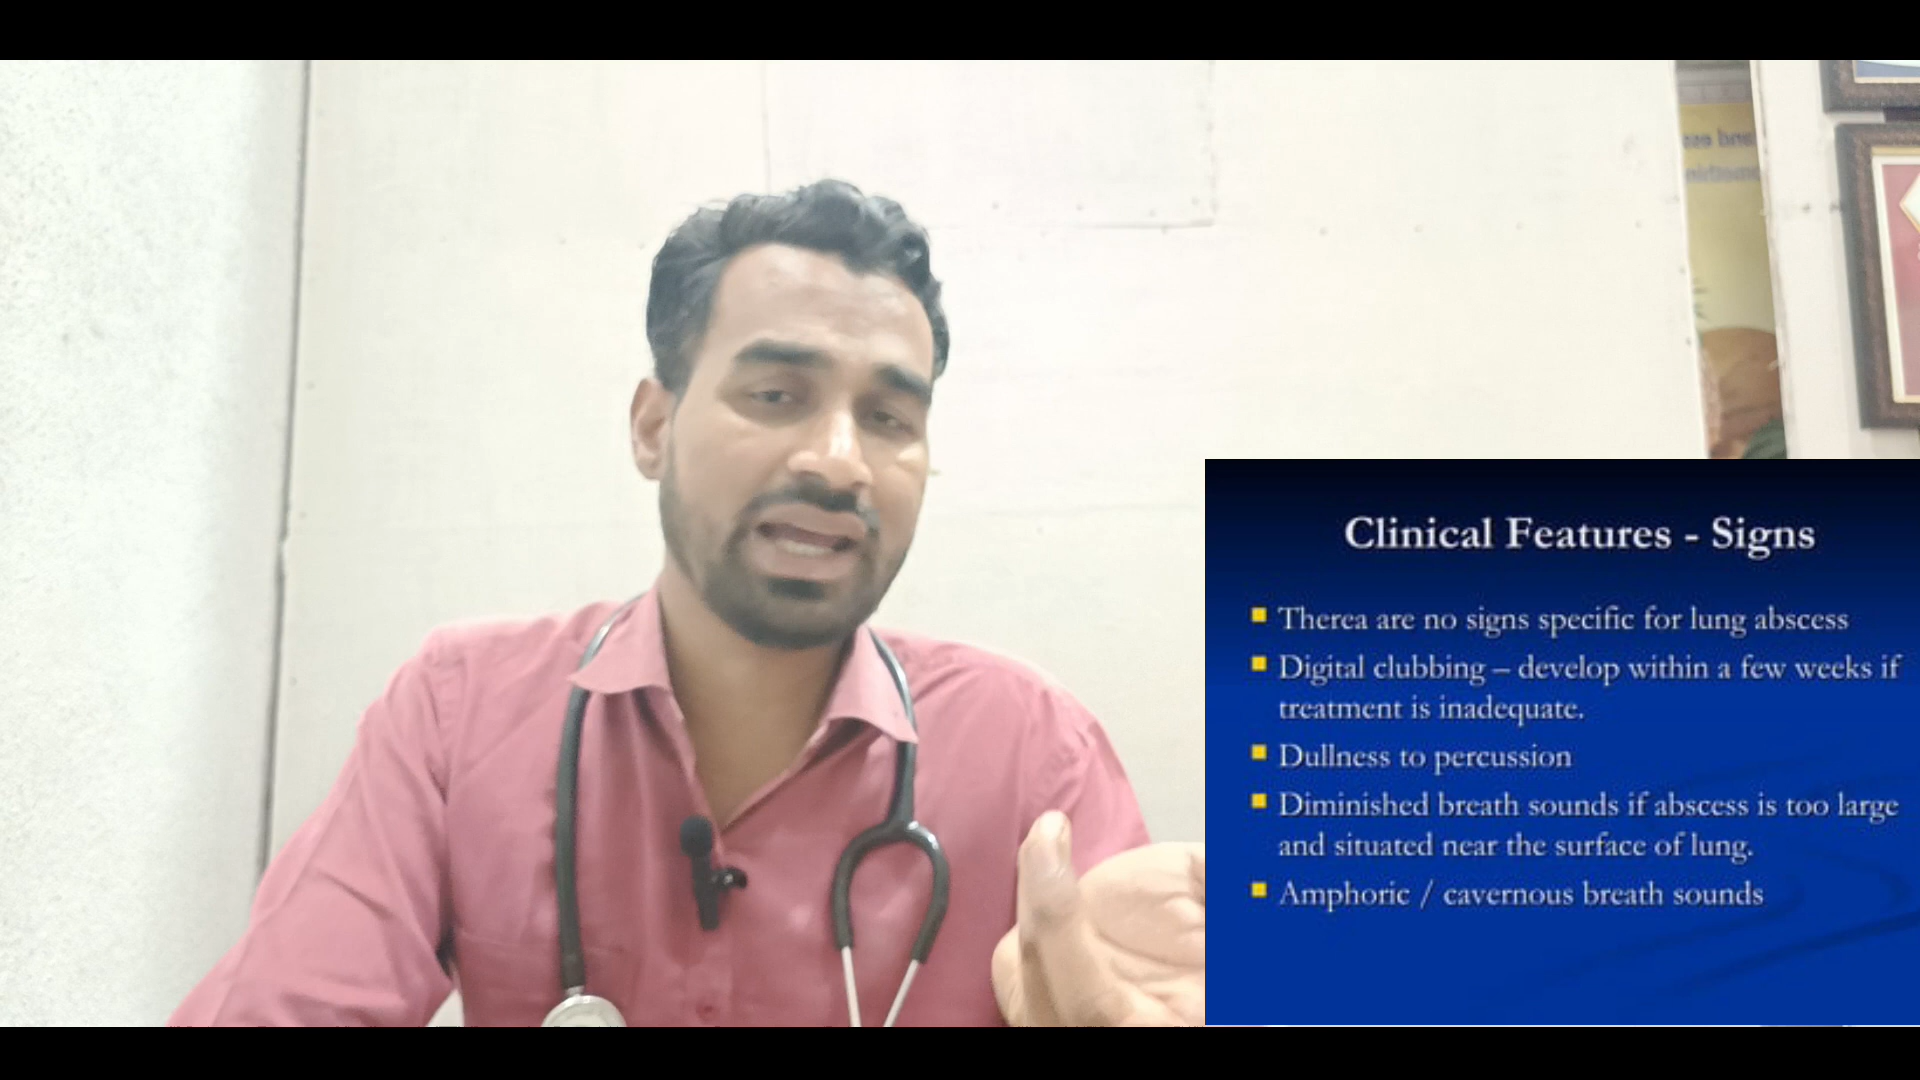 Clinical Features - Signs
Therea are no signs specific for lung abscess
Digital clubbing – develop within a few weeks if
treatment is inadequate.
Dullness to percussion
Diminished breath sounds if abscess is too large
and situated near the surface of lung.
Amphoric / cavernous breath sounds